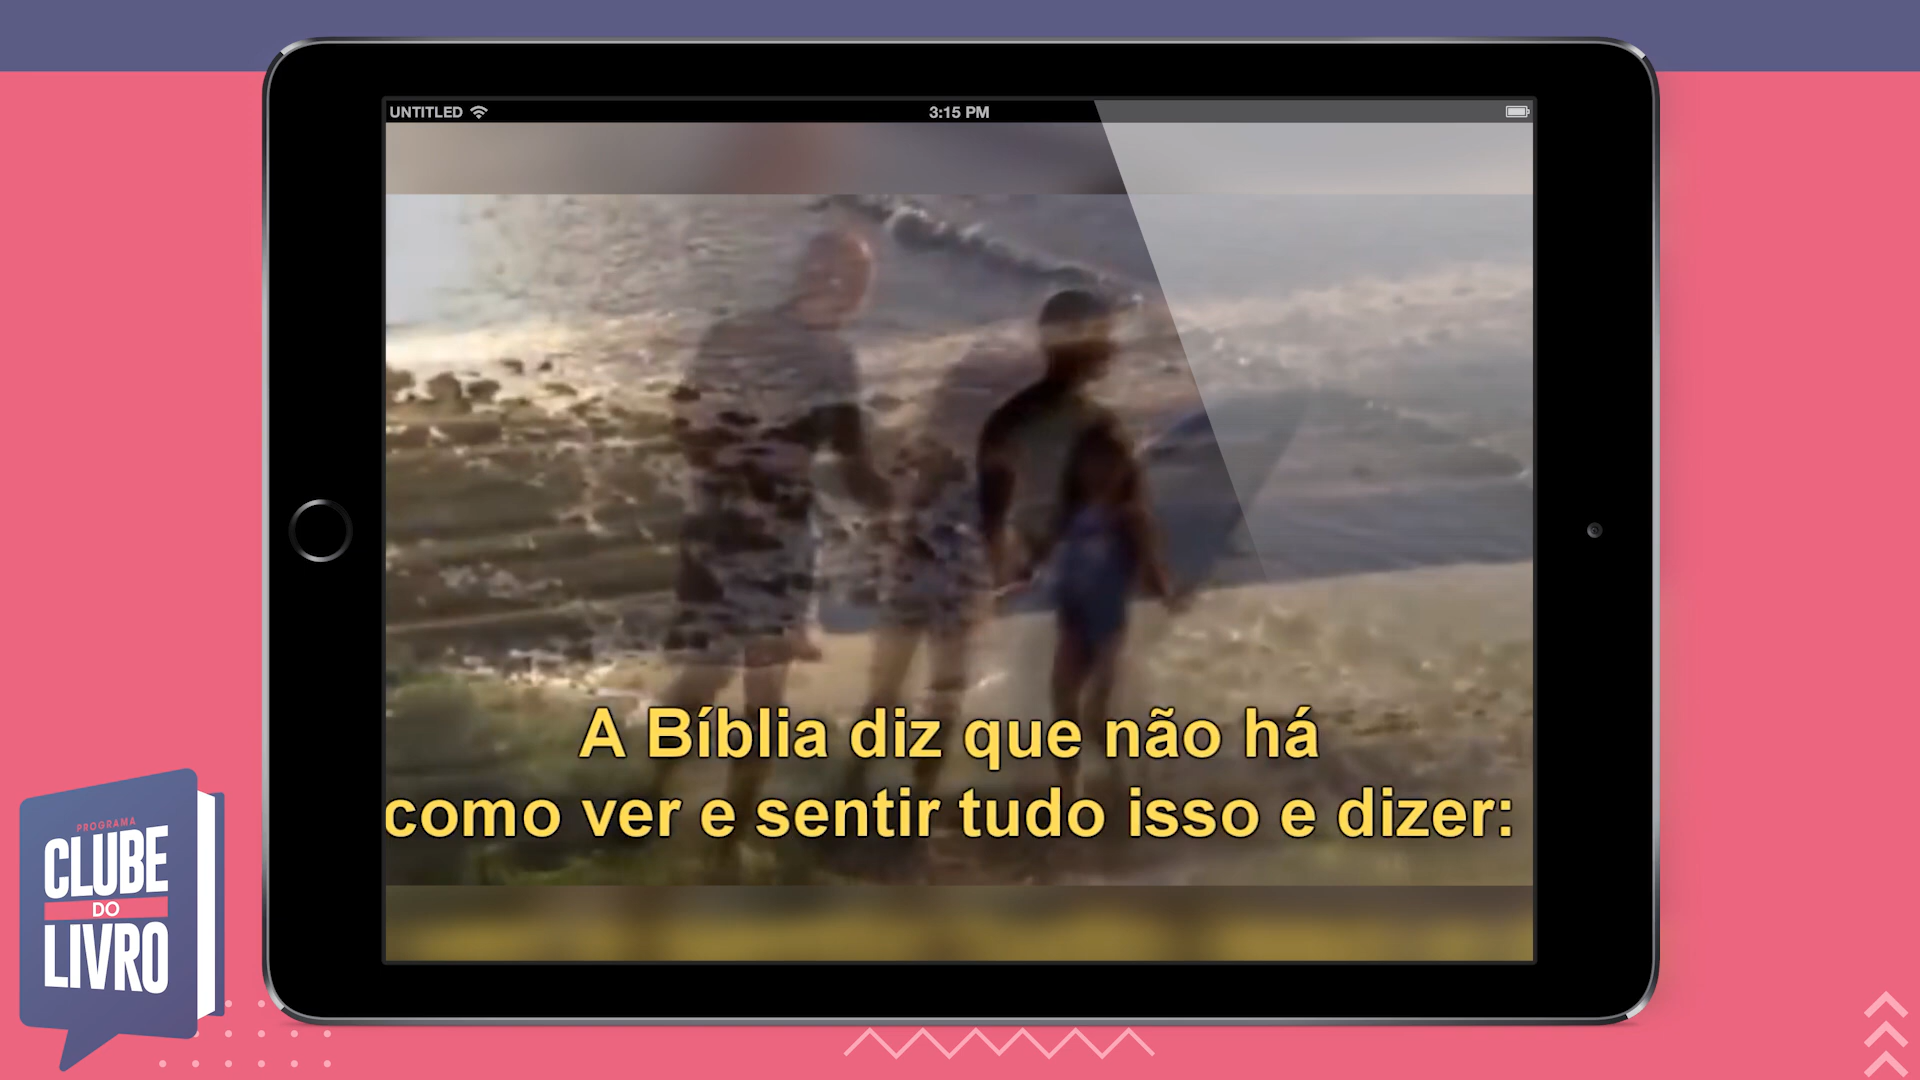 UNTITLED 3:15 PM
A Bíblia diz que não há
como ver e sentir tudo isso e dizer:
PROGRAMA
CLUBE
DO
LIVRO